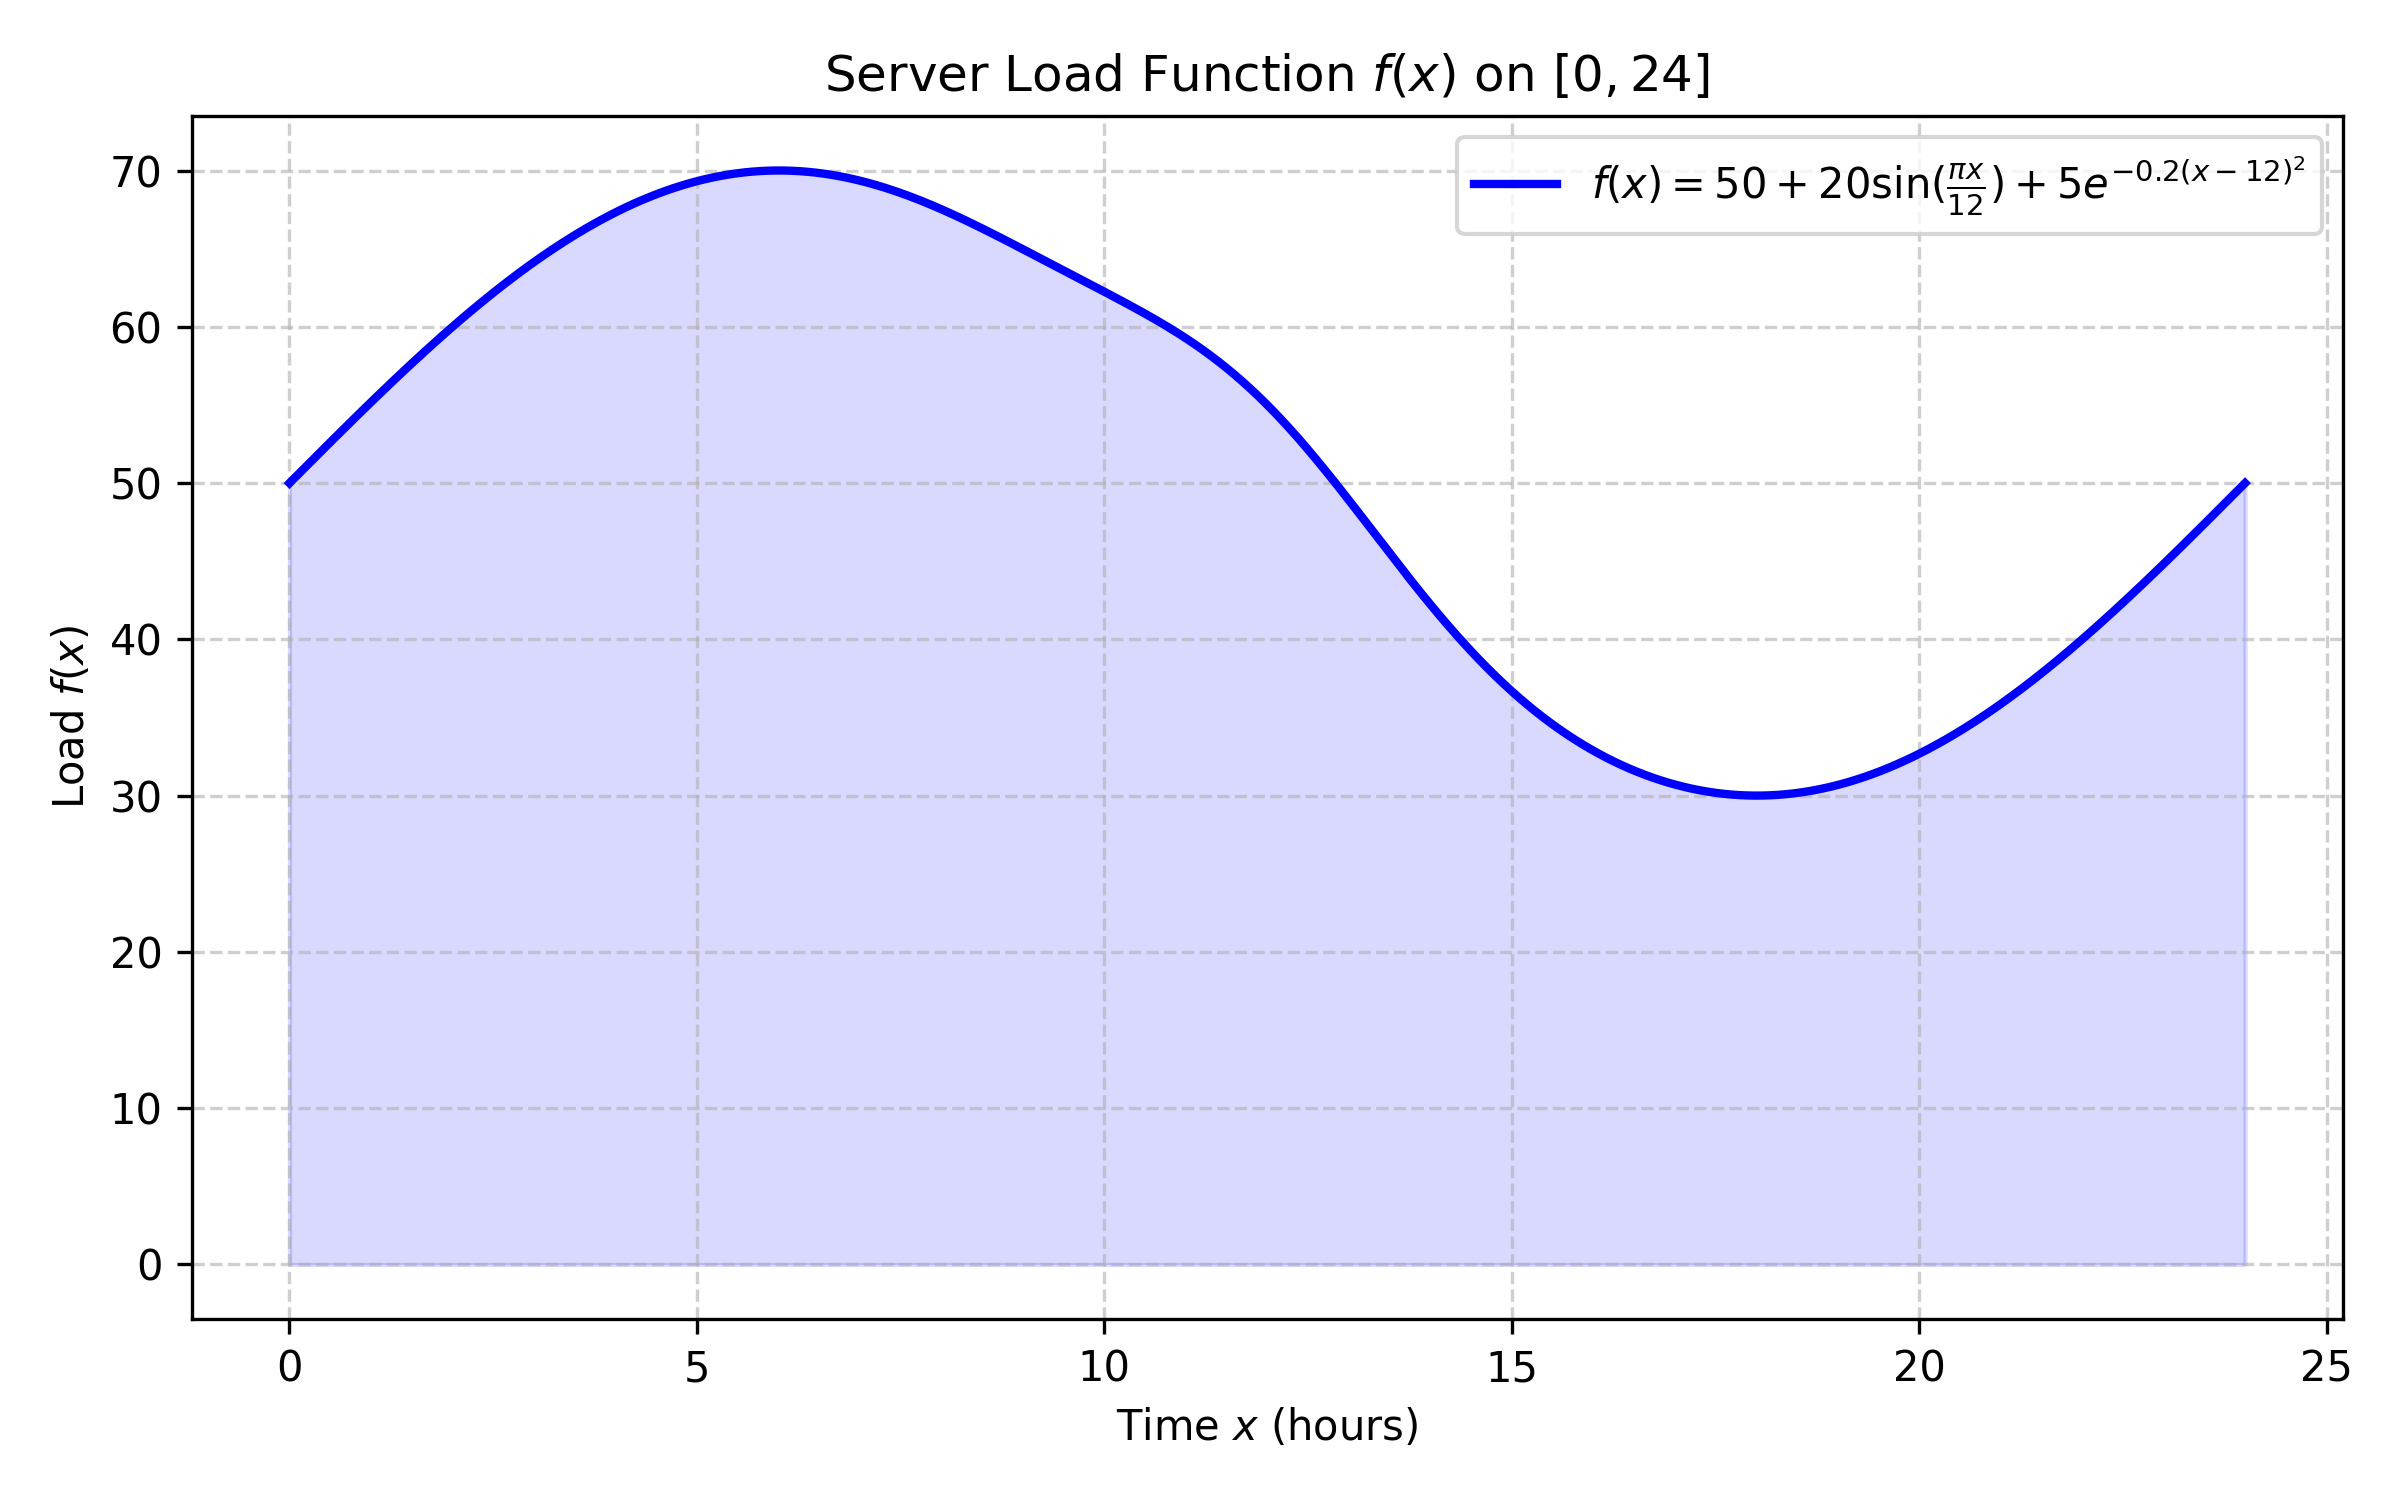 Server Load Function f(x) on [0, 24]
f(x) = 50 + 20sin(πx/12) + 5e^{−0.2(x − 12)^2}
70
60
50
40
30
20
10
0
Load f(x)
0 5 10 15 20 25
Time x (hours)